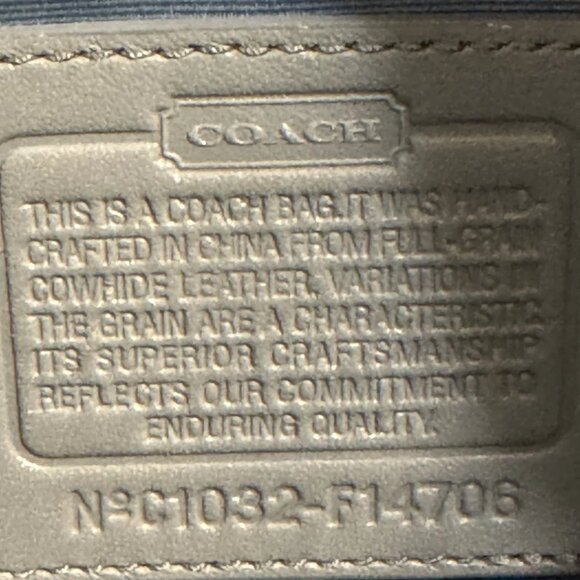 COACH
THIS IS A COACH BAG.IT WAS HAND-
CRAFTED IN CHINA FROM FULL-GRAIN
COWHIDE LEATHER. VARIATIONS IN
THE GRAIN ARE A CHARACTERISTIC.
ITS SUPERIOR CRAFTSMANSHIP
REFLECTS OUR COMMITMENT TO
ENDURING QUALITY.
Nº C1032-F14706